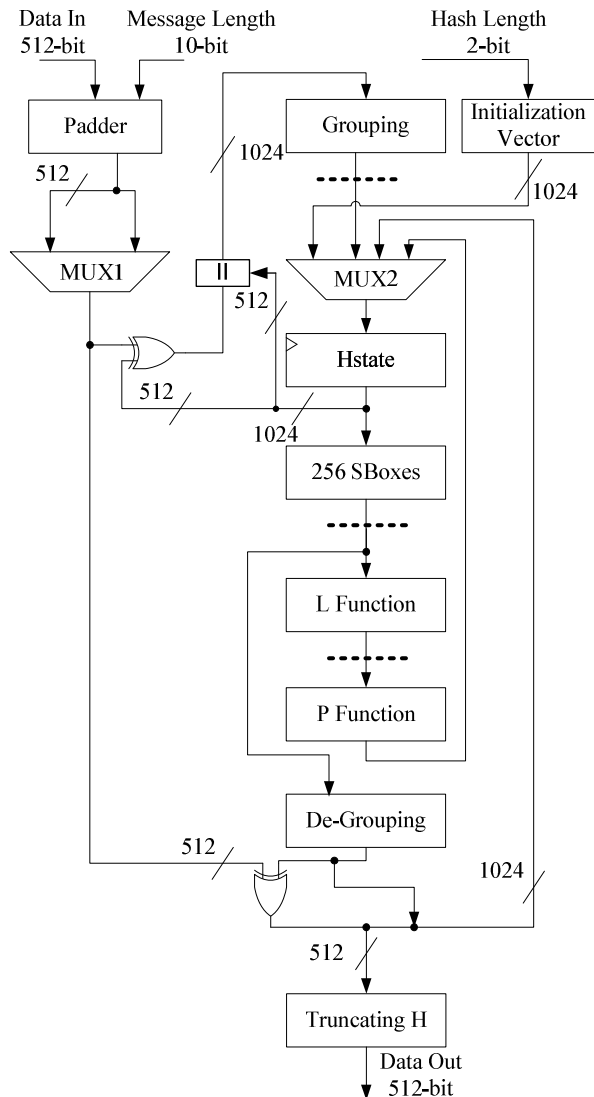 Data In
512-bit
Message Length
10-bit
Hash Length
2-bit
Padder
Grouping
Initialization
Vector
512
1024
1024
MUX1
II
MUX2
512
Hstate
512
1024
256 SBoxes
L Function
P Function
De-Grouping
512
1024
512
Truncating H
Data Out
512-bit